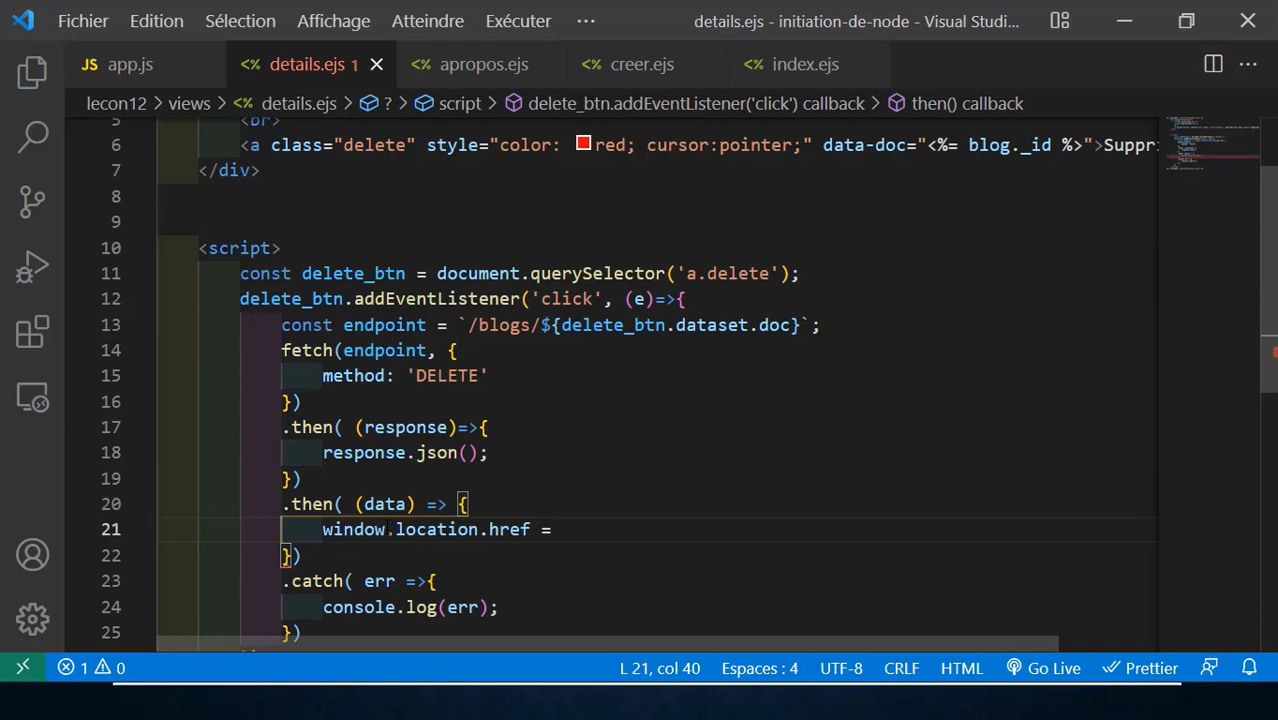 Fichier Edition Sélection Affichage Atteindre Exécuter ··· details.ejs - initiation-de-node - Visual Studi...
JS app.js <%= details.ejs 1 <%= apropos.ejs <%= creer.ejs <%= index.ejs
lecon12 > views > <%= details.ejs > ? > script > delete_btn.addEventListener('click') callback > then() callback
5 <br>
6 <a class="delete" style="color: red; cursor:pointer;" data-doc="<%= blog._id %>">Suppr
7 </div>
8
9
10 <script>
11 const delete_btn = document.querySelector('a.delete');
12 delete_btn.addEventListener('click', (e)=>{
13 const endpoint = `/blogs/${delete_btn.dataset.doc}`;
14 fetch(endpoint, {
15 method: 'DELETE'
16 })
17 .then( (response)=>{
18 response.json();
19 })
20 .then( (data) => {
21 window.location.href =
22 })
23 .catch( err =>{
24 console.log(err);
25 })
1 0 L 21, col 40 Espaces : 4 UTF-8 CRLF HTML Go Live Prettier